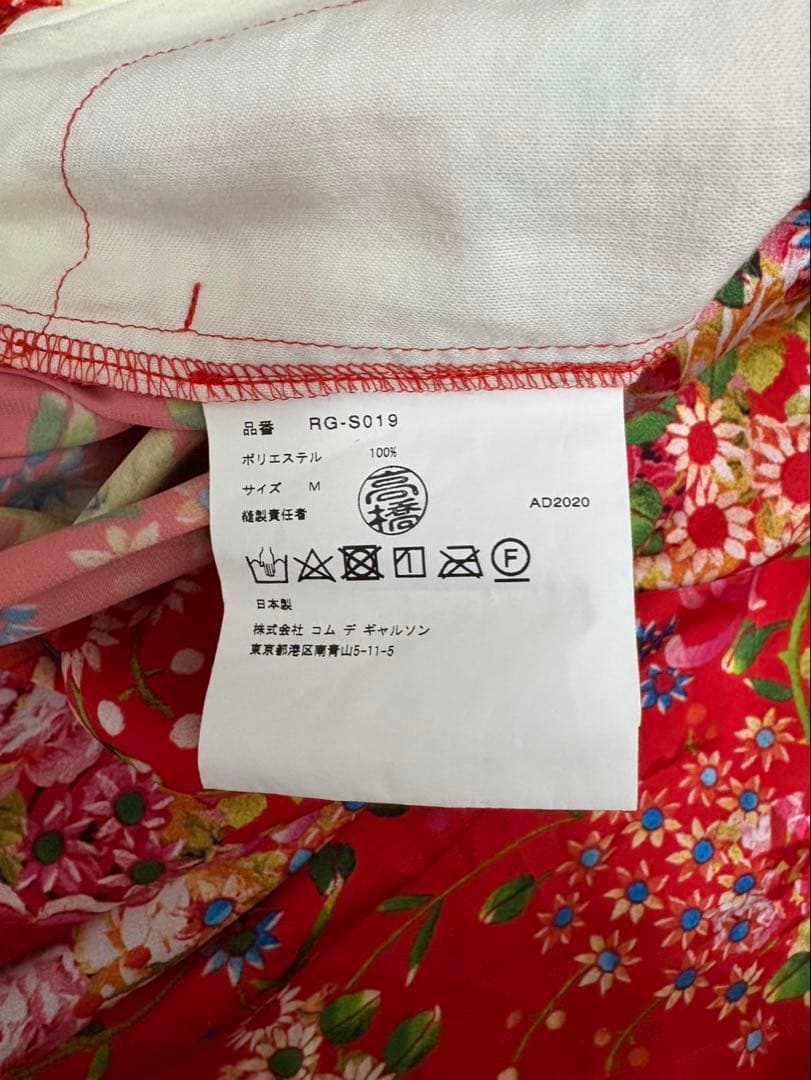 品番 RG-S019
ポリエステル 100%
サイズ M
縫製責任者 高橋
AD2020
F
日本製
株式会社 コム デ ギャルソン
東京都港区南青山5-11-5